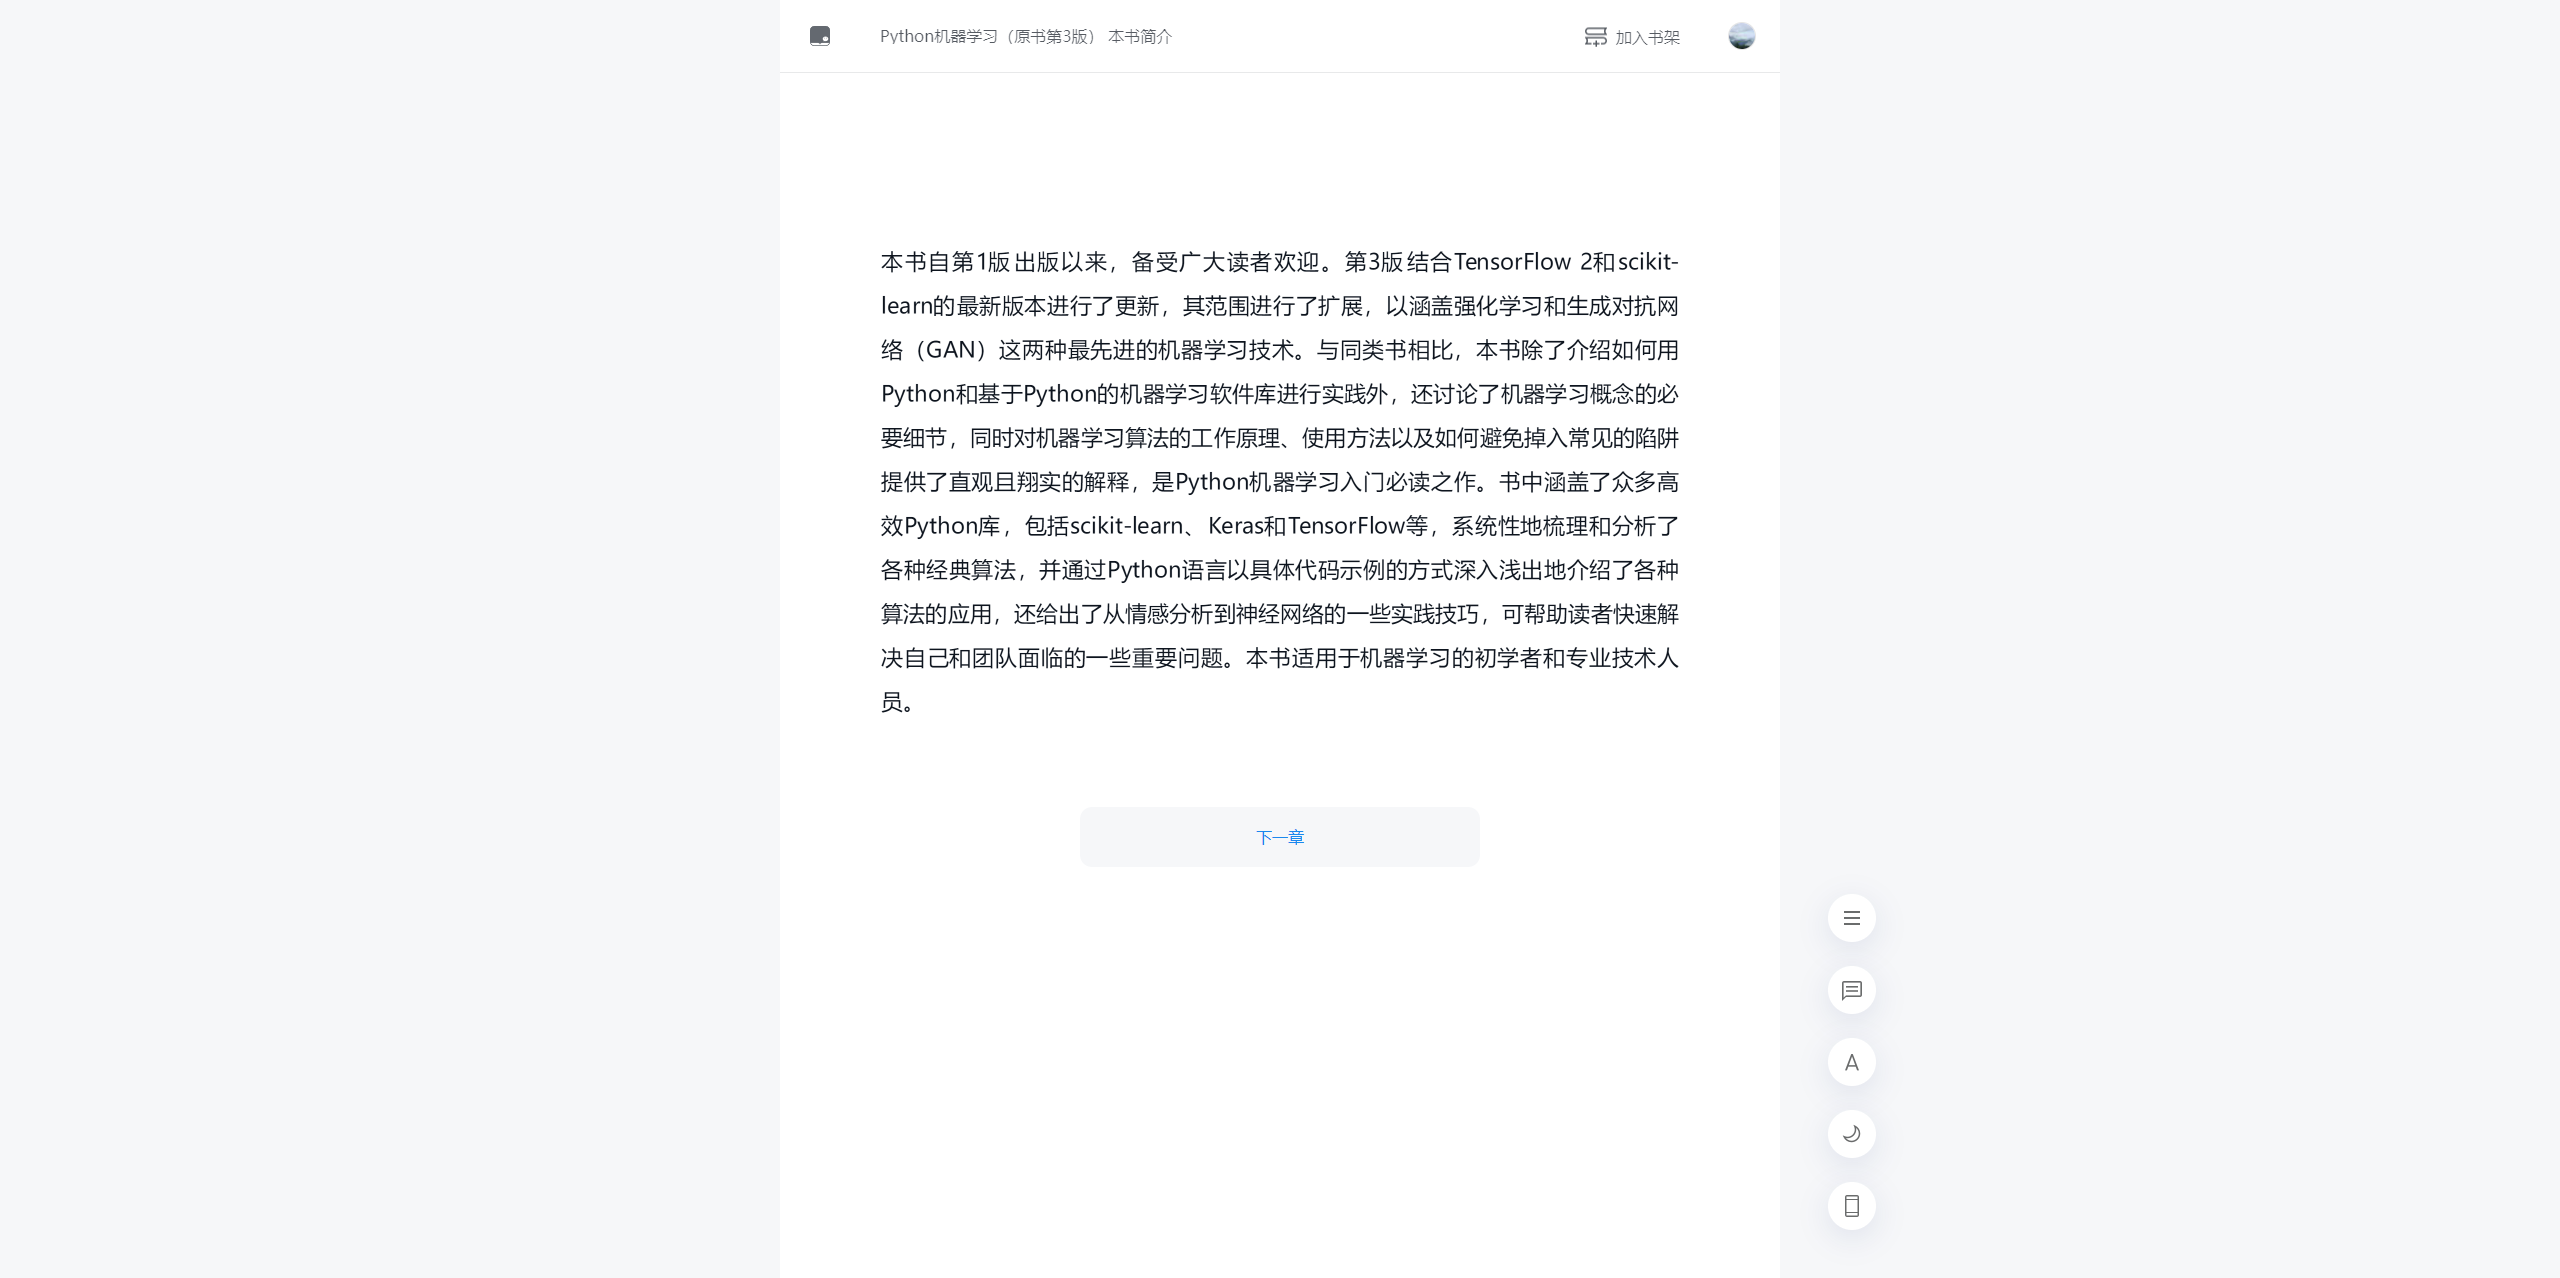 Python机器学习（原书第3版） 本书简介
加入书架
本书自第1版出版以来，备受广大读者欢迎。第3版结合TensorFlow 2和scikit-
learn的最新版本进行了更新，其范围进行了扩展，以涵盖强化学习和生成对抗网
络（GAN）这两种最先进的机器学习技术。与同类书相比，本书除了介绍如何用
Python和基于Python的机器学习软件库进行实践外，还讨论了机器学习概念的必
要细节，同时对机器学习算法的工作原理、使用方法以及如何避免掉入常见的陷阱
提供了直观且翔实的解释，是Python机器学习入门必读之作。书中涵盖了众多高
效Python库，包括scikit-learn、Keras和TensorFlow等，系统性地梳理和分析了
各种经典算法，并通过Python语言以具体代码示例的方式深入浅出地介绍了各种
算法的应用，还给出了从情感分析到神经网络的一些实践技巧，可帮助读者快速解
决自己和团队面临的一些重要问题。本书适用于机器学习的初学者和专业技术人
员。
下一章